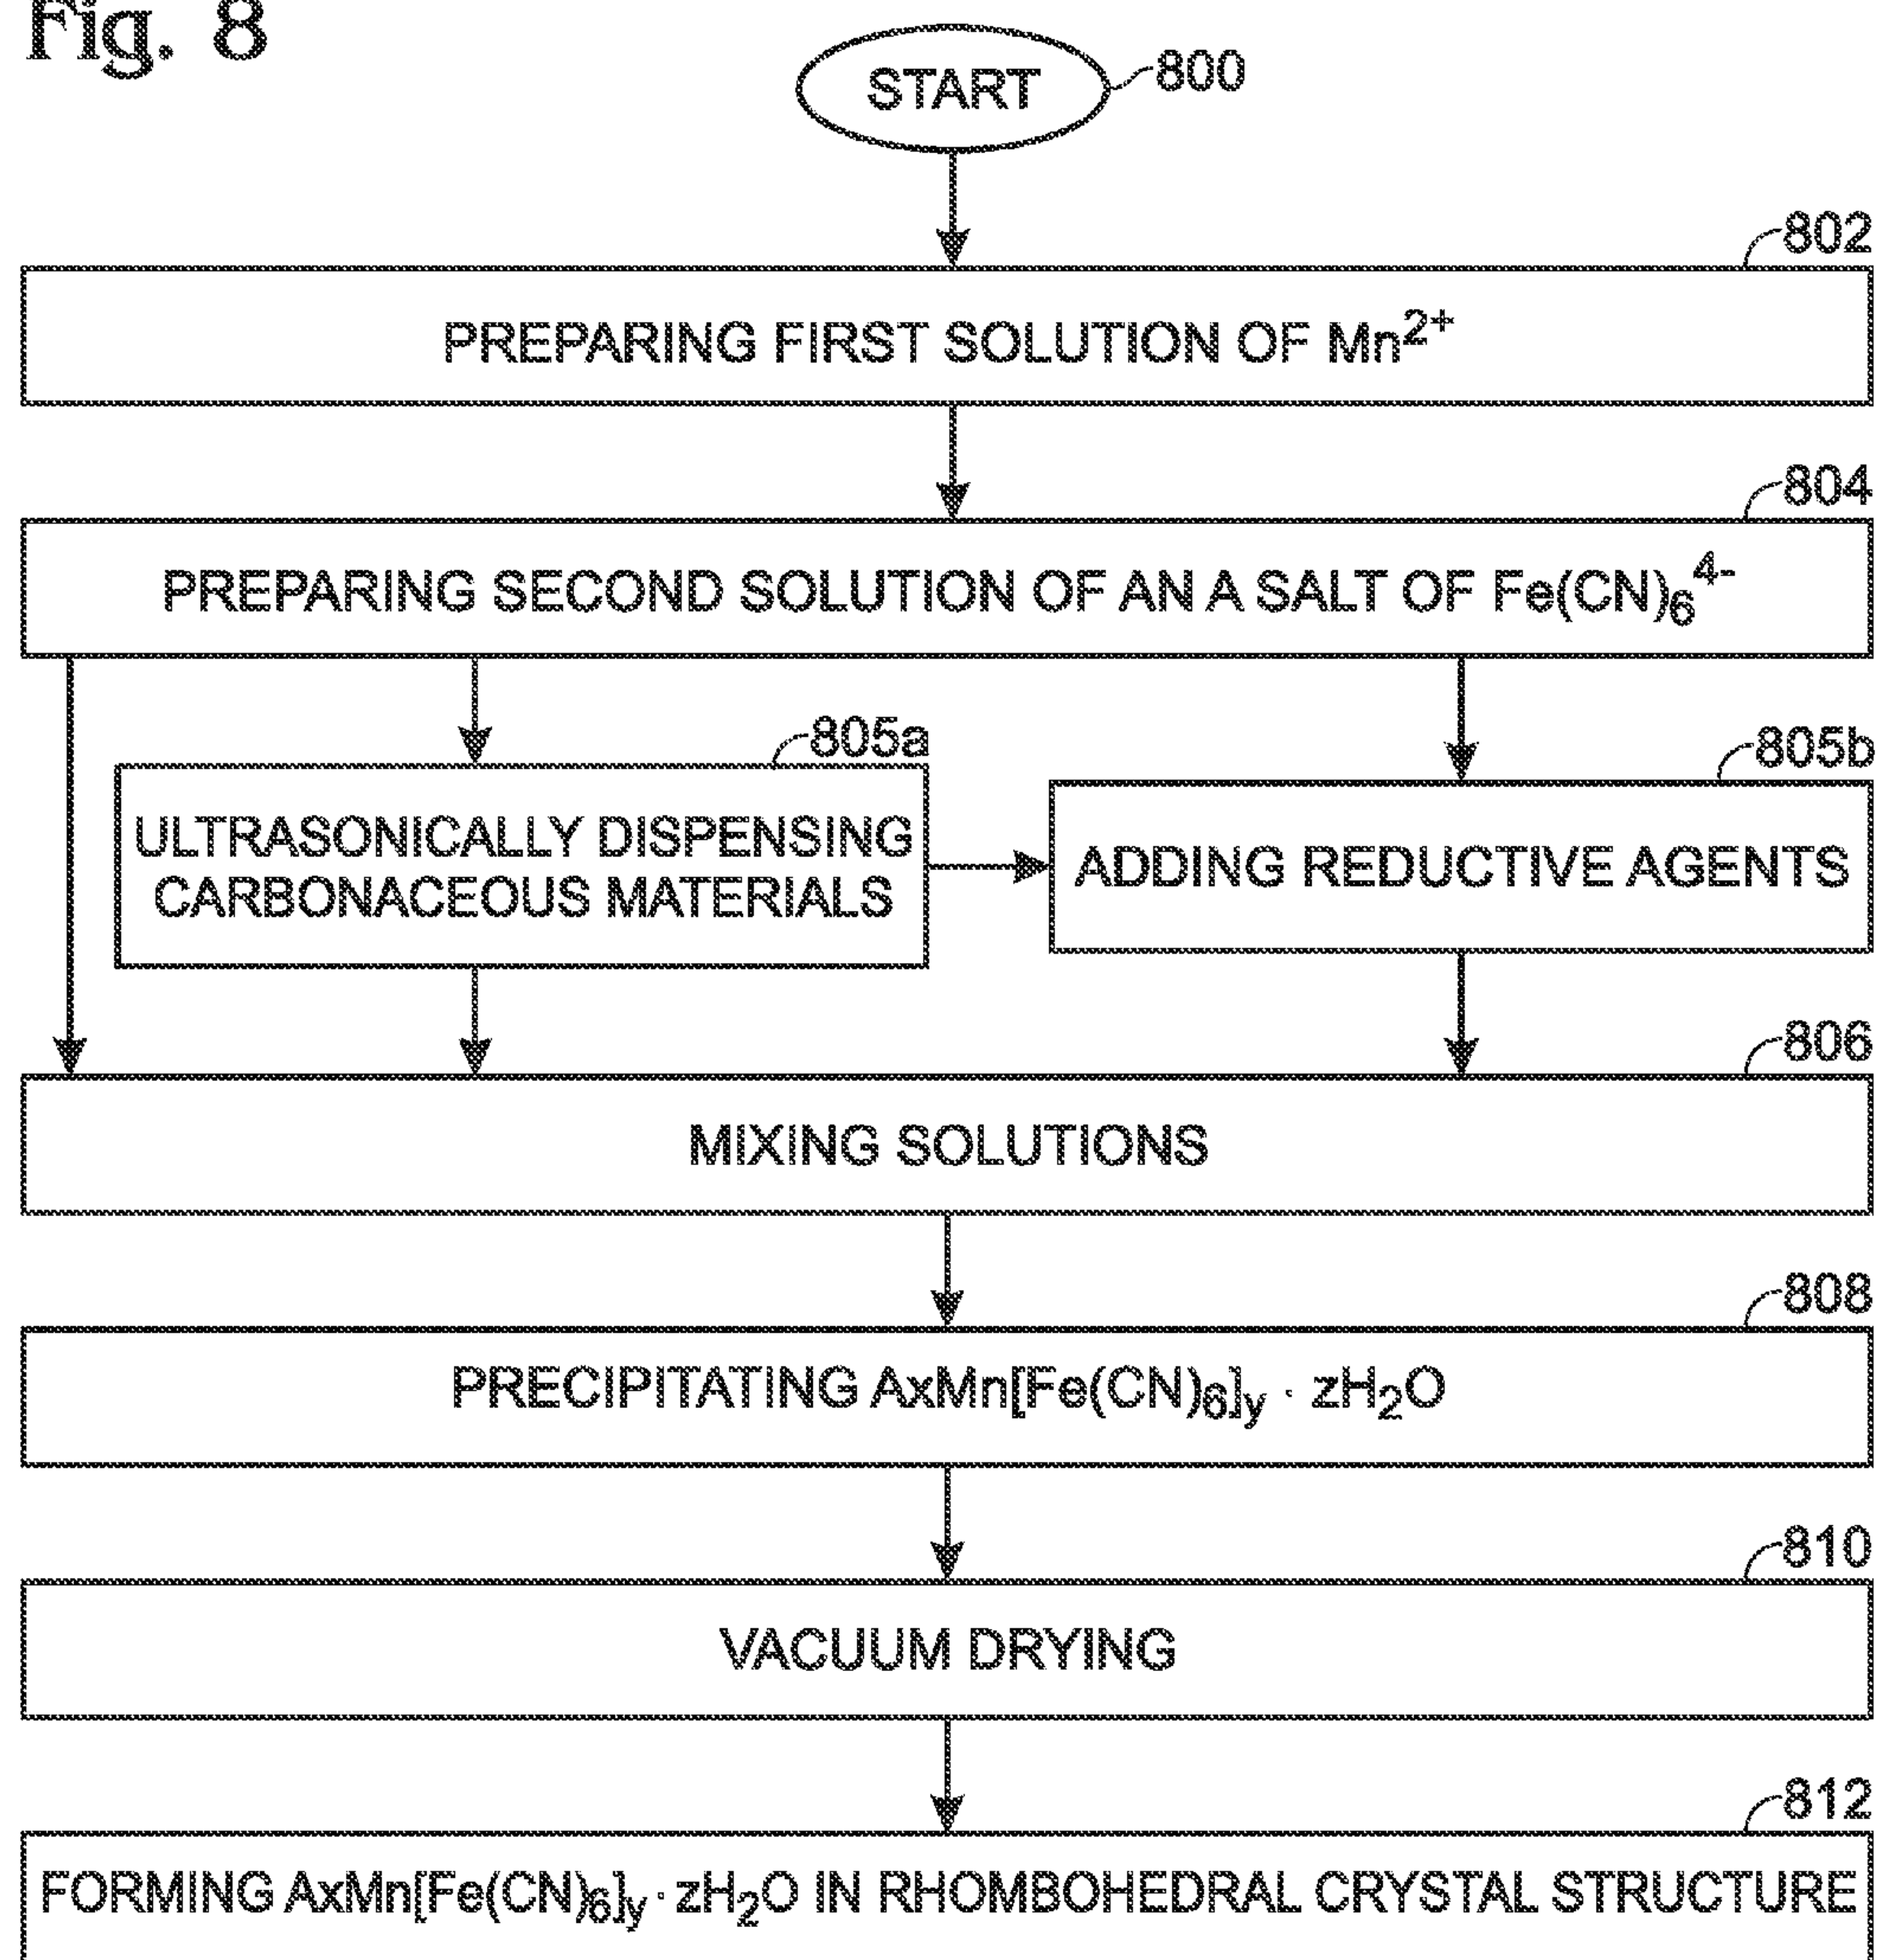 Fig. 8
START
800
802
PREPARING FIRST SOLUTION OF Mn²⁺
804
PREPARING SECOND SOLUTION OF AN A SALT OF Fe(CN)₆⁴⁻
805a
805b
ULTRASONICALLY DISPENSING
CARBONACEOUS MATERIALS
ADDING REDUCTIVE AGENTS
806
MIXING SOLUTIONS
808
PRECIPITATING AxMn[Fe(CN)₆]y · zH₂O
810
VACUUM DRYING
812
FORMING AxMn[Fe(CN)₆]y · zH₂O IN RHOMBOHEDRAL CRYSTAL STRUCTURE